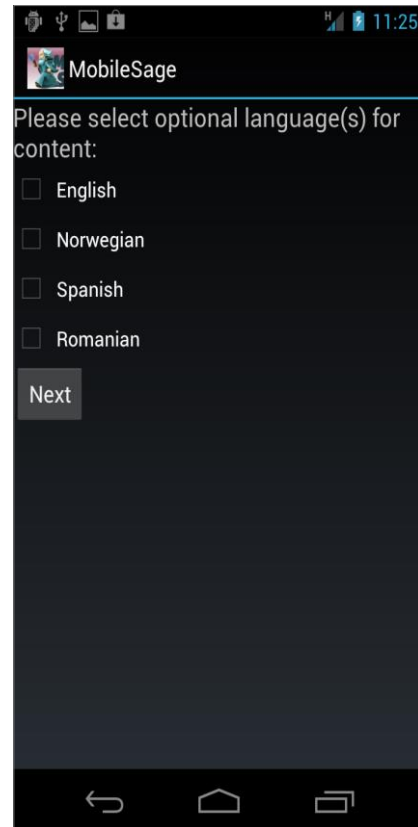 H 11:25
MobileSage
Please select optional language(s) for
content:
English
Norwegian
Spanish
Romanian
Next